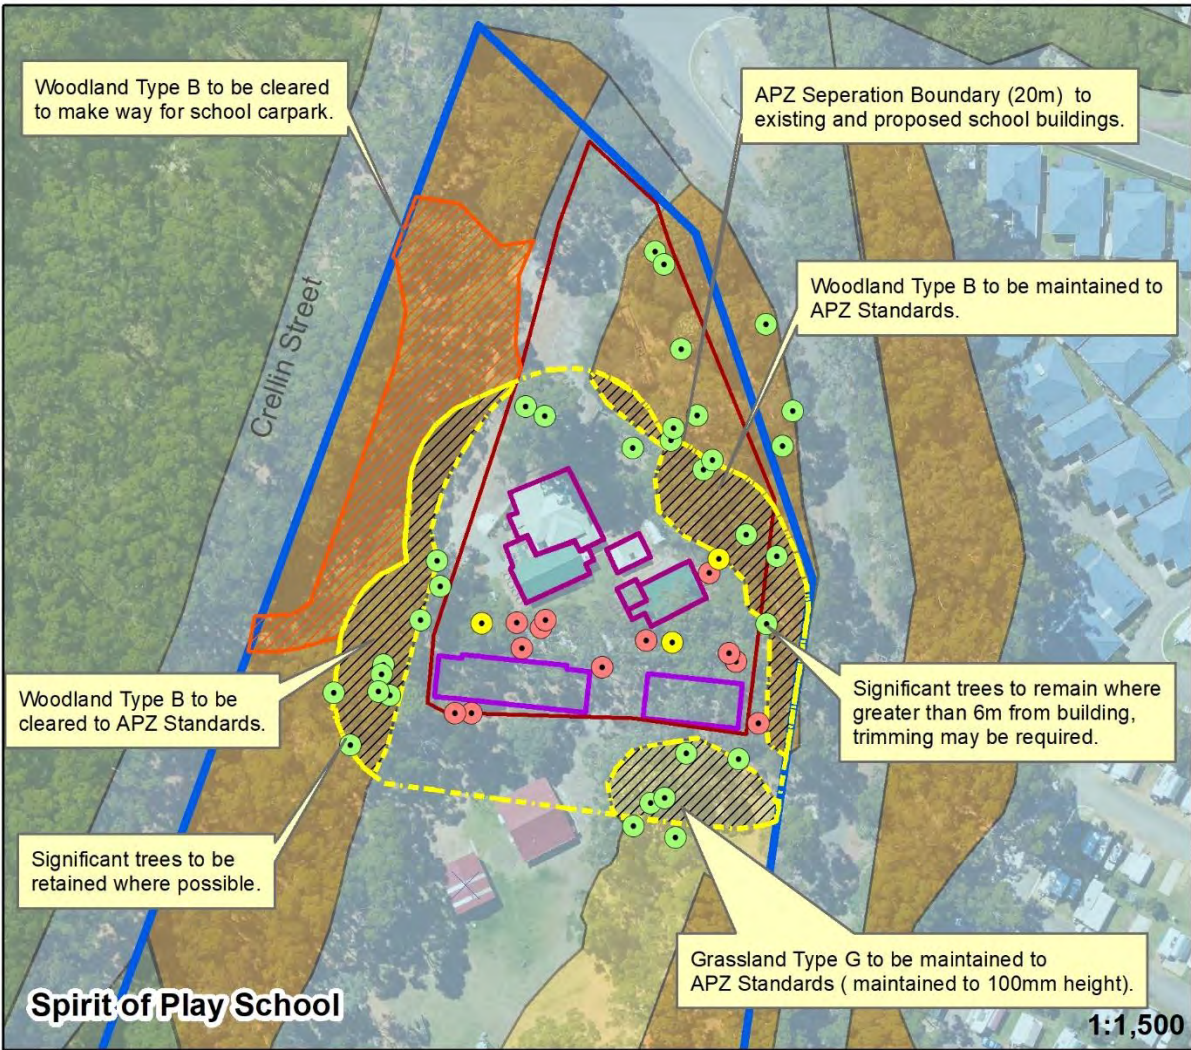 Woodland Type B to be cleared
to make way for school carpark.
APZ Seperation Boundary (20m) to
existing and proposed school buildings.
Crellin Street
Woodland Type B to be maintained to
APZ Standards.
Woodland Type B to be
cleared to APZ Standards.
Significant trees to remain where
greater than 6m from building,
trimming may be required.
Significant trees to be
retained where possible.
Grassland Type G to be maintained to
APZ Standards ( maintained to 100mm height).
Spirit of Play School
1:1,500